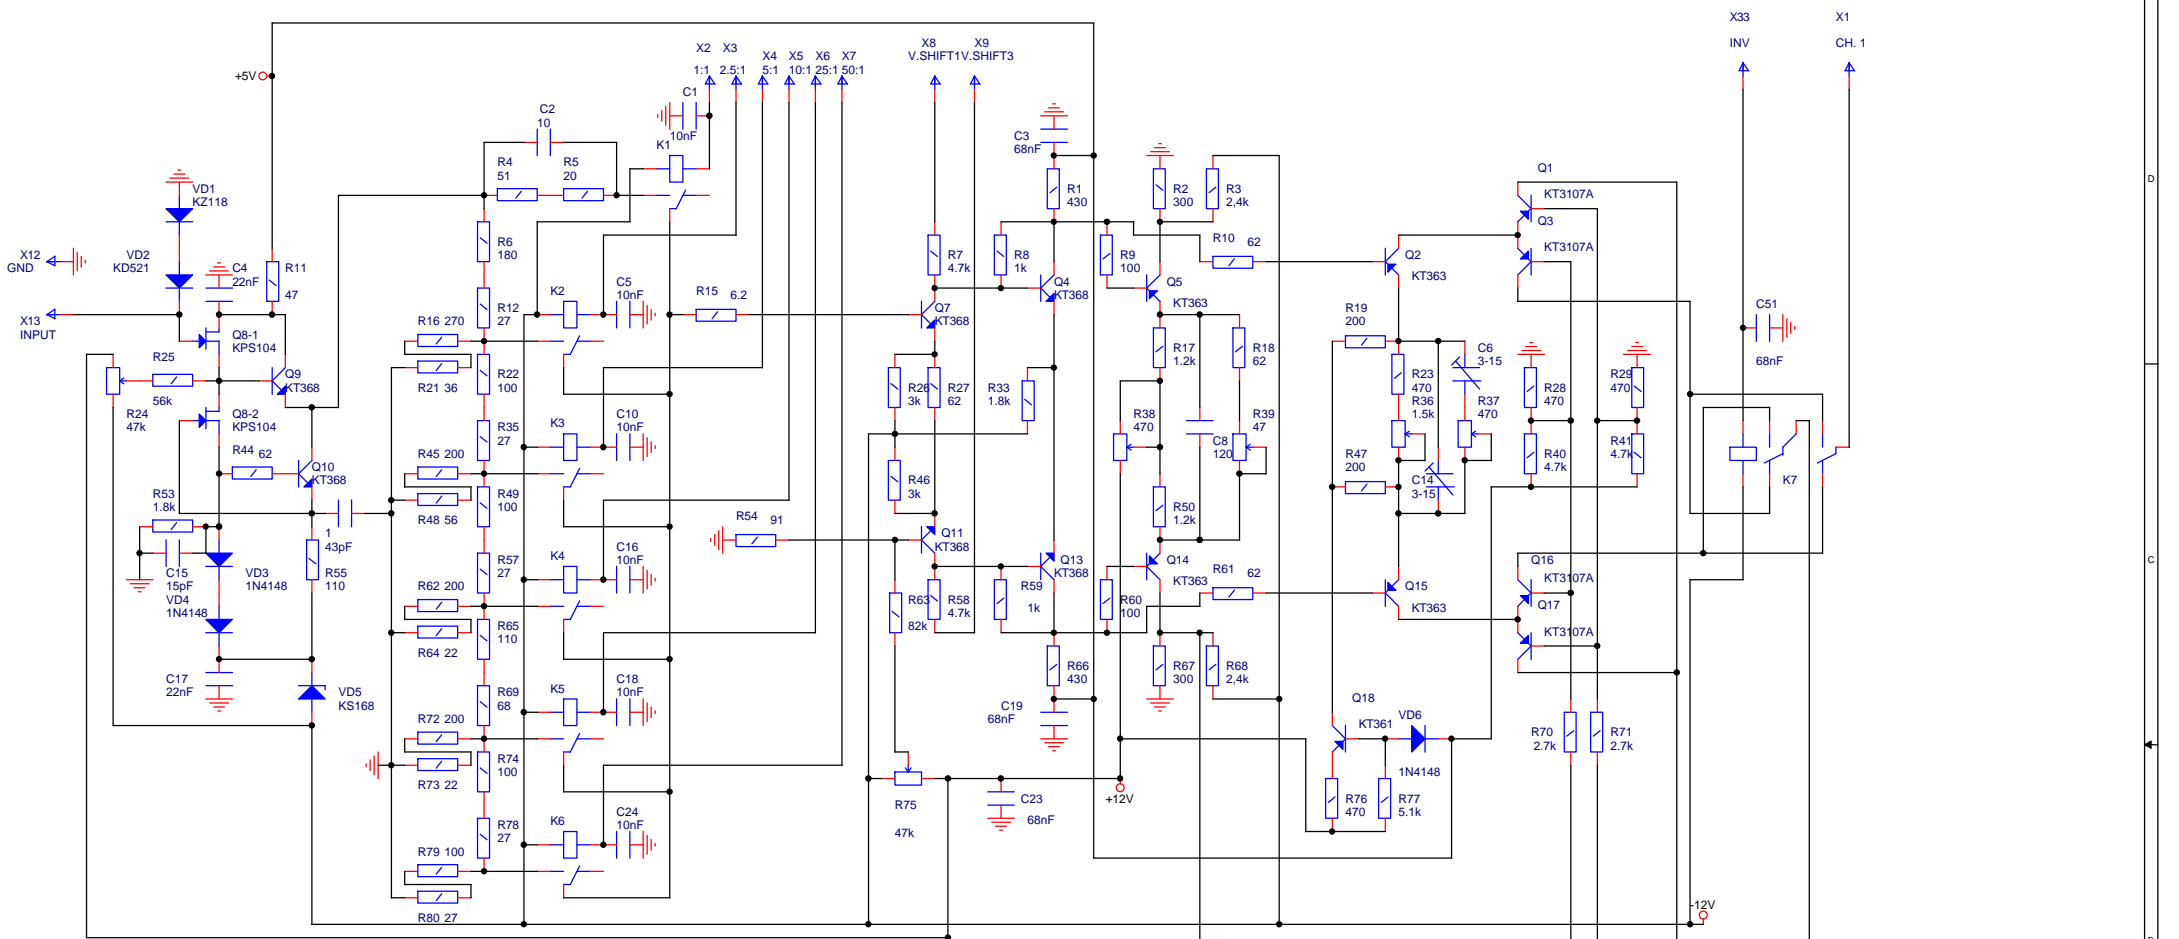 X33
X1
INV
CH. 1
X2 X3 X4 X5 X6 X7
1:1 2.5:1 5:1 10:1 25:1 50:1
X8 X9
V.SHIFT1 V.SHIFT3
+5V
C1
10nF
K1
C2
10
R4
51
R5
20
C3
68nF
VD1
KZ118
X12
GND
VD2
KD521
C4
22nF
R11
47
X13
INPUT
Q8-1
KPS104
R25
56k
R24
47k
Q9
KT368
Q8-2
KPS104
R44 62
Q10
KT368
R53
1.8k
1
43pF
R55
110
C15
15pF
VD3
1N4148
VD4
1N4148
C17
22nF
VD5
KS168
R6
180
R12
27
R16 270
R21 36
R22
100
R35
27
R45 200
R48 56
R49
100
R57
27
R62 200
R64 22
R65
110
R69
68
R72 200
R73 22
R74
100
R78
27
R79 100
R80 27
K2
C5
10nF
K3
C10
10nF
K4
C16
10nF
K5
C18
10nF
K6
C24
10nF
R15 6.2
R54 91
R7
4.7k
R8
1k
Q7
KT368
R26
3k
R27
62
R33
1.8k
R46
3k
Q11
KT368
R63
82k
R58
4.7k
R59
1k
R75
47k
C23
68nF
+12V
R1
430
R2
300
R3
2,4k
R9
100
R10 62
Q4
KT368
Q5
KT363
R17
1.2k
R18
62
R38
470
C8
120
R39
47
R50
1.2k
Q13
KT368
Q14
KT363
R60
100
R61 62
R66
430
R67
300
R68
2,4k
C19
68nF
Q1
KT3107A
Q3
KT3107A
Q2
KT363
R19
200
R23
470
C6
3-15
R36
1.5k
R37
470
R28
470
R29
470
R40
4.7k
R41
4.7k
R47
200
C14
3-15
Q15
KT363
Q16
KT3107A
Q17
KT3107A
Q18
KT361
VD6
1N4148
R76
470
R77
5.1k
R70
2.7k
R71
2.7k
C51
68nF
K7
-12V
D
C